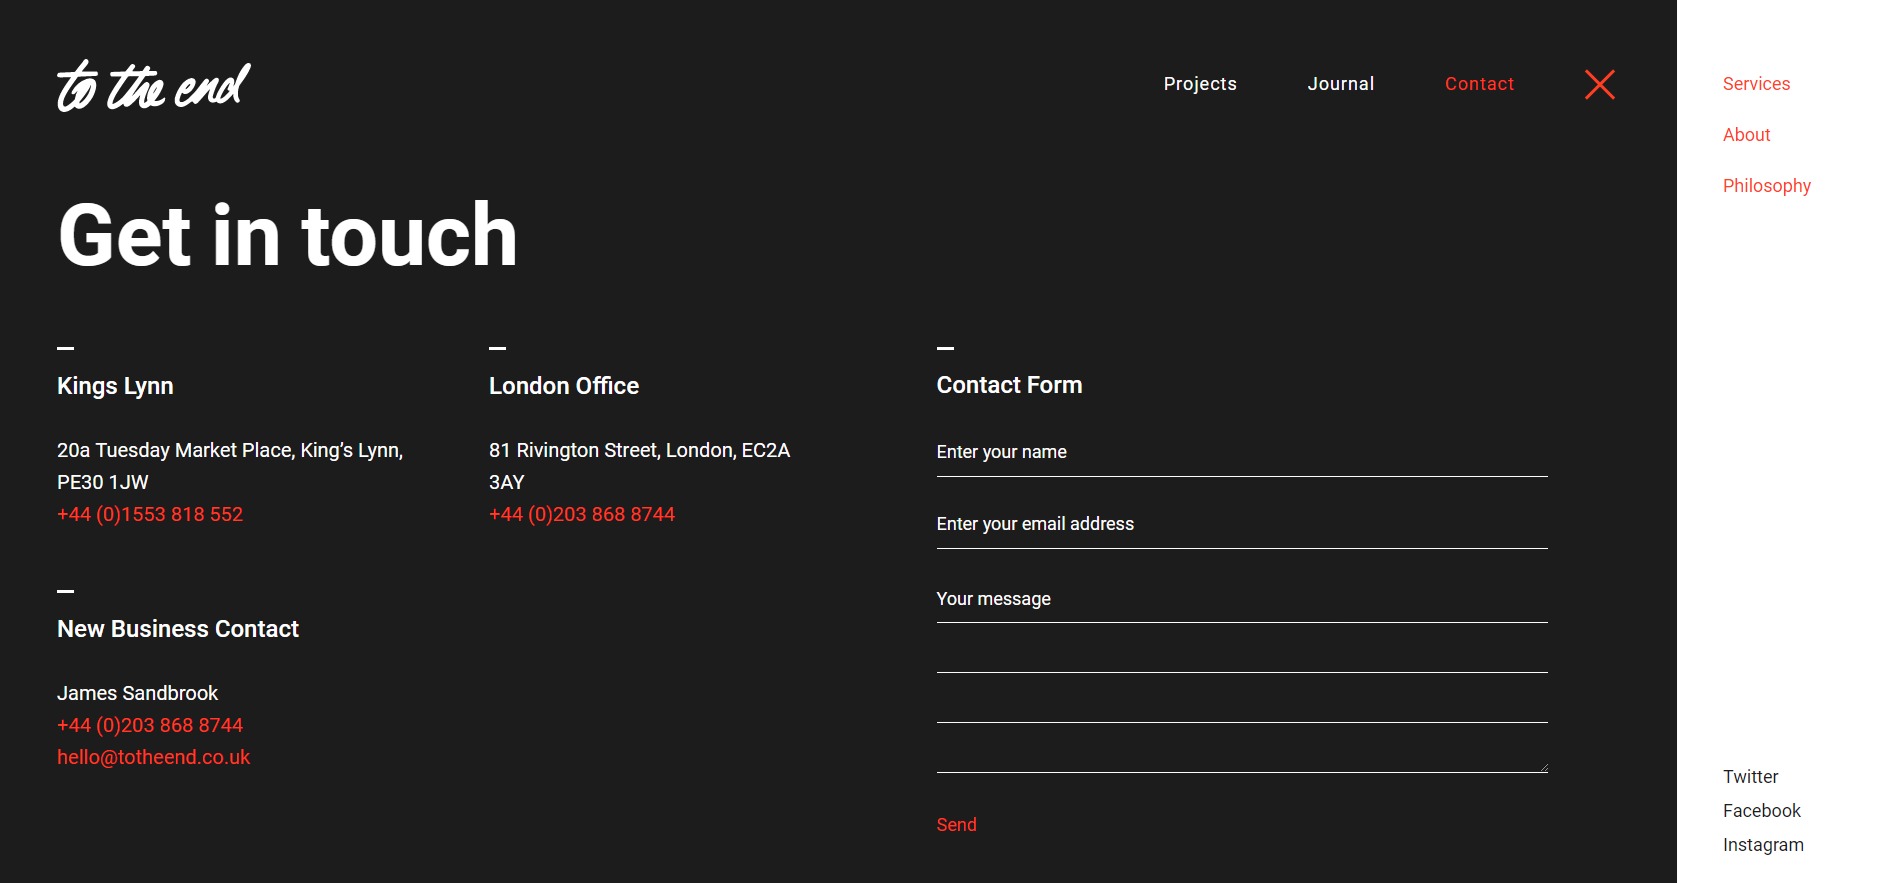 to the end
Projects
Journal
Contact
Services
About
Philosophy
Get in touch
Kings Lynn
20a Tuesday Market Place, King’s Lynn,
PE30 1JW
+44 (0)1553 818 552
London Office
81 Rivington Street, London, EC2A
3AY
+44 (0)203 868 8744
New Business Contact
James Sandbrook
+44 (0)203 868 8744
hello@totheend.co.uk
Contact Form
Enter your name
Enter your email address
Your message
Send
Twitter
Facebook
Instagram